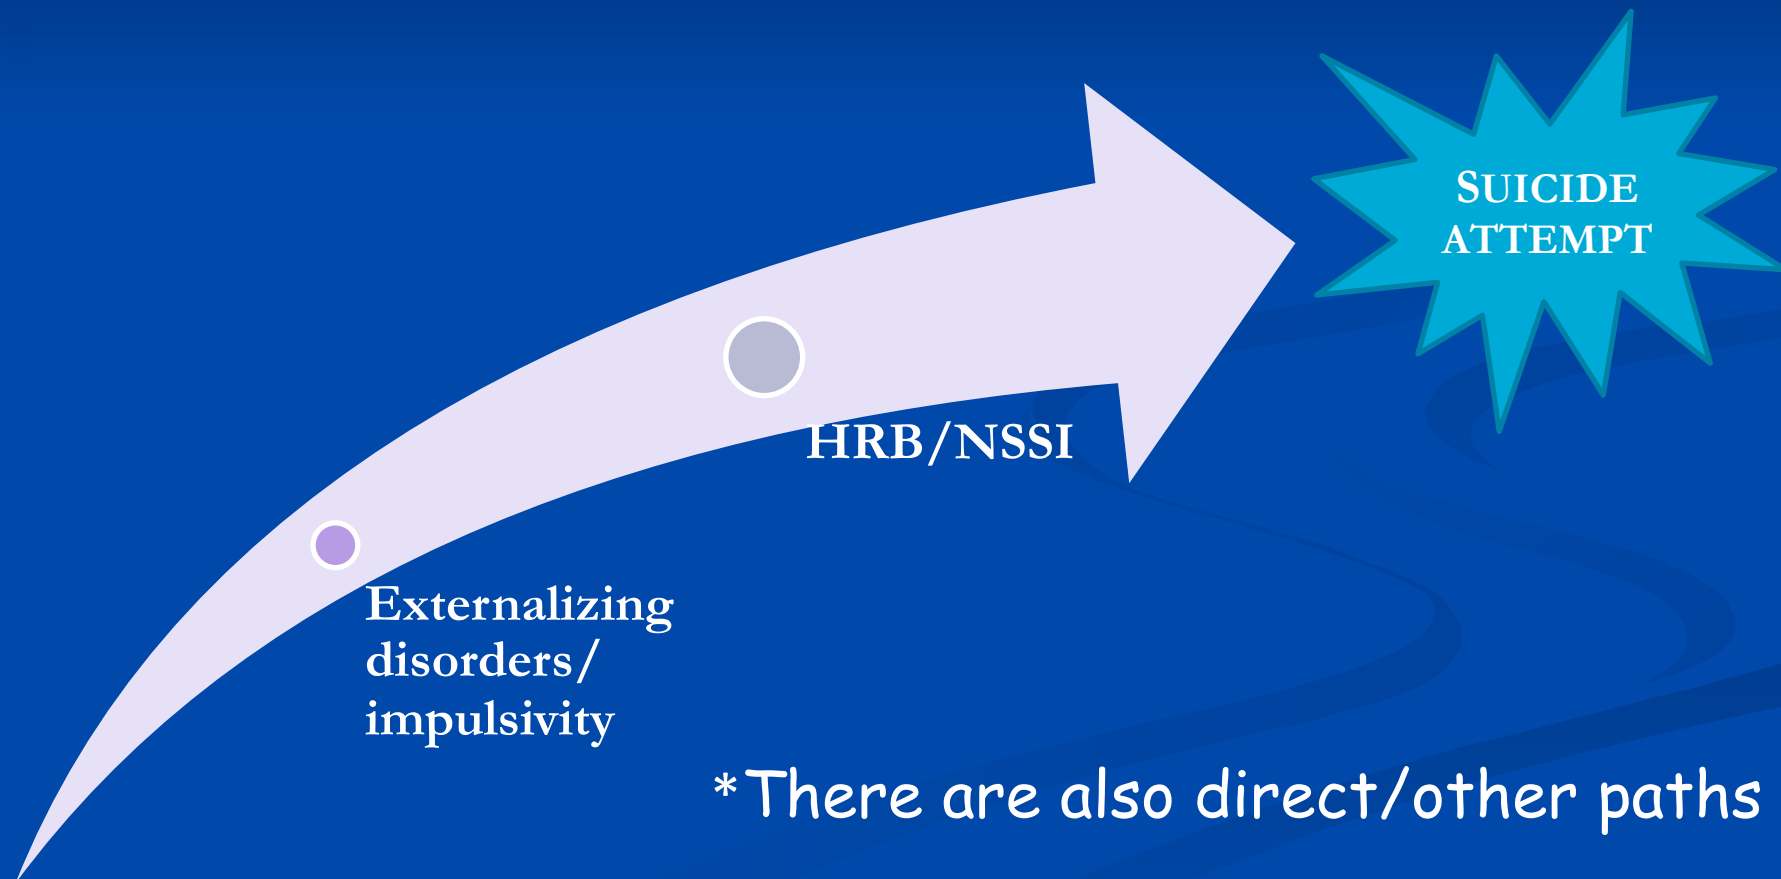 SUICIDE
ATTEMPT
HRB/NSSI
Externalizing
disorders/
impulsivity
*There are also direct/other paths